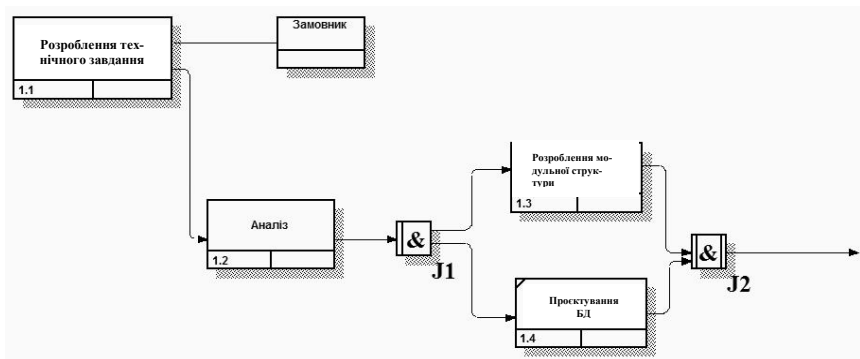 Розроблення тех-
нічного завдання
1.1
Замовник
Аналіз
1.2
&
J1
Розроблення мо-
дульної струк-
тури
1.3
Проєктування
БД
1.4
&
J2